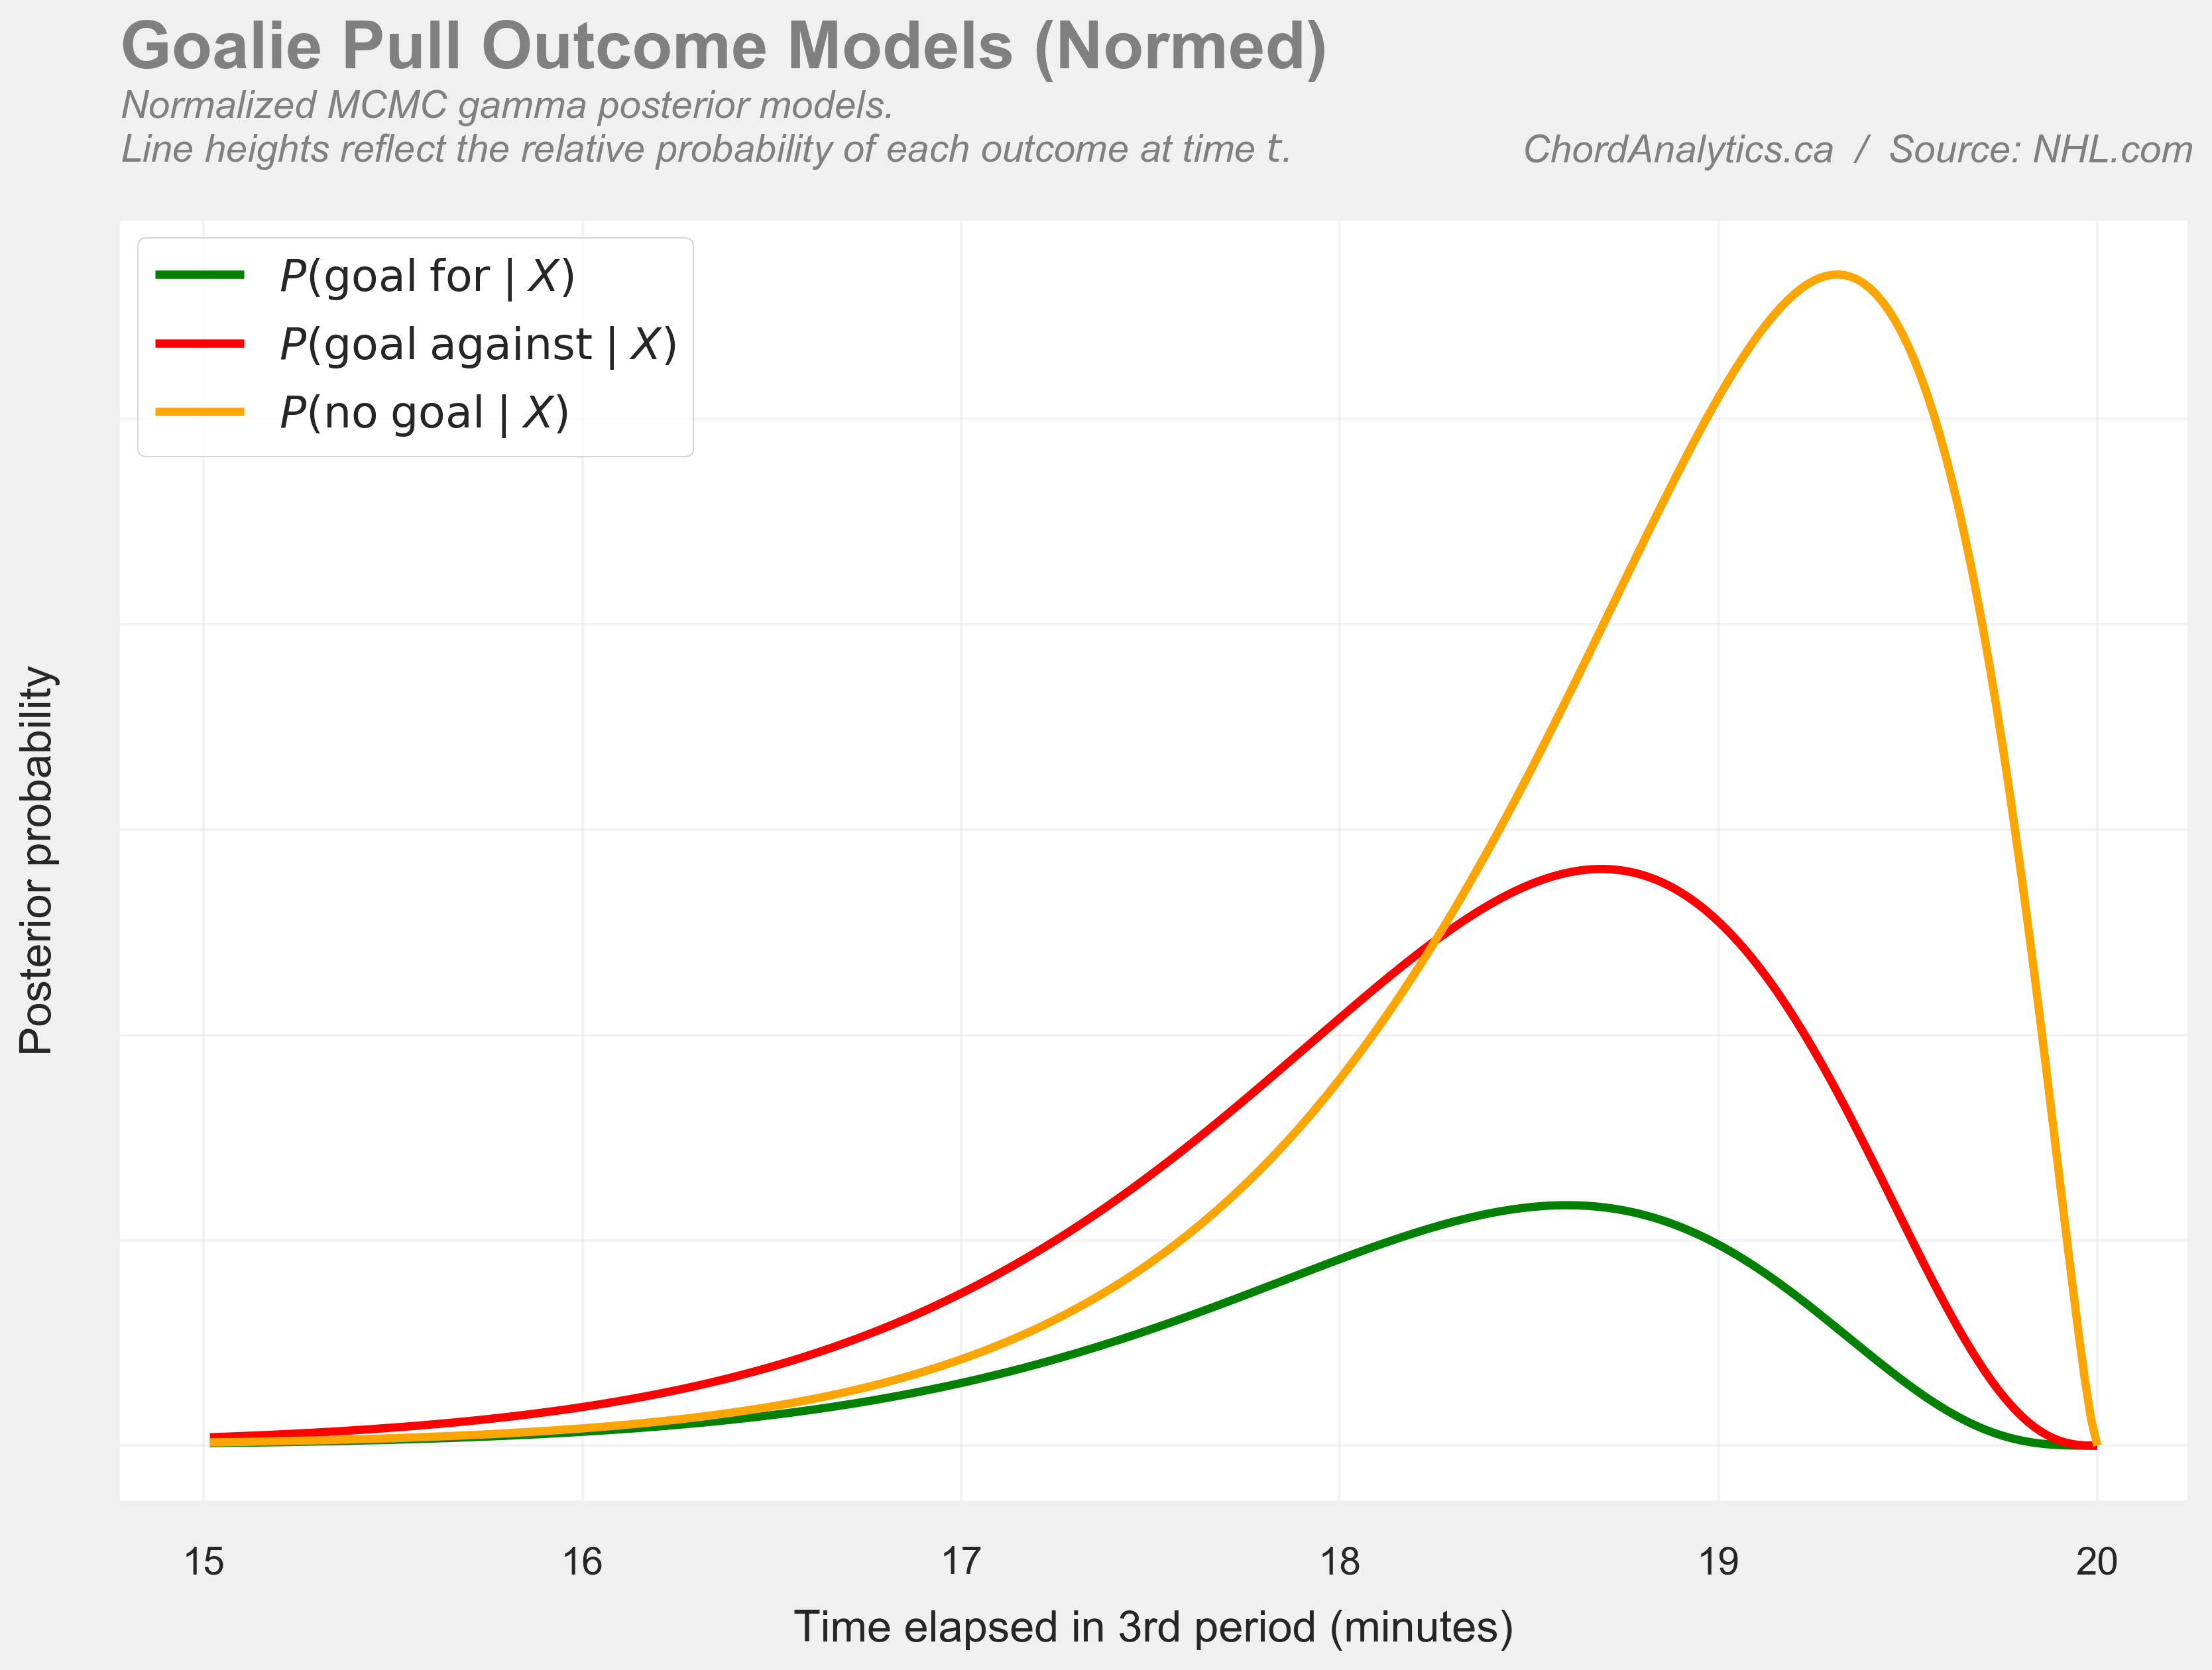 Goalie Pull Outcome Models (Normed)
Normalized MCMC gamma posterior models.
Line heights reflect the relative probability of each outcome at time t.
ChordAnalytics.ca / Source: NHL.com
P(goal for | X)
P(goal against | X)
P(no goal | X)
Posterior probability
15 16 17 18 19 20
Time elapsed in 3rd period (minutes)